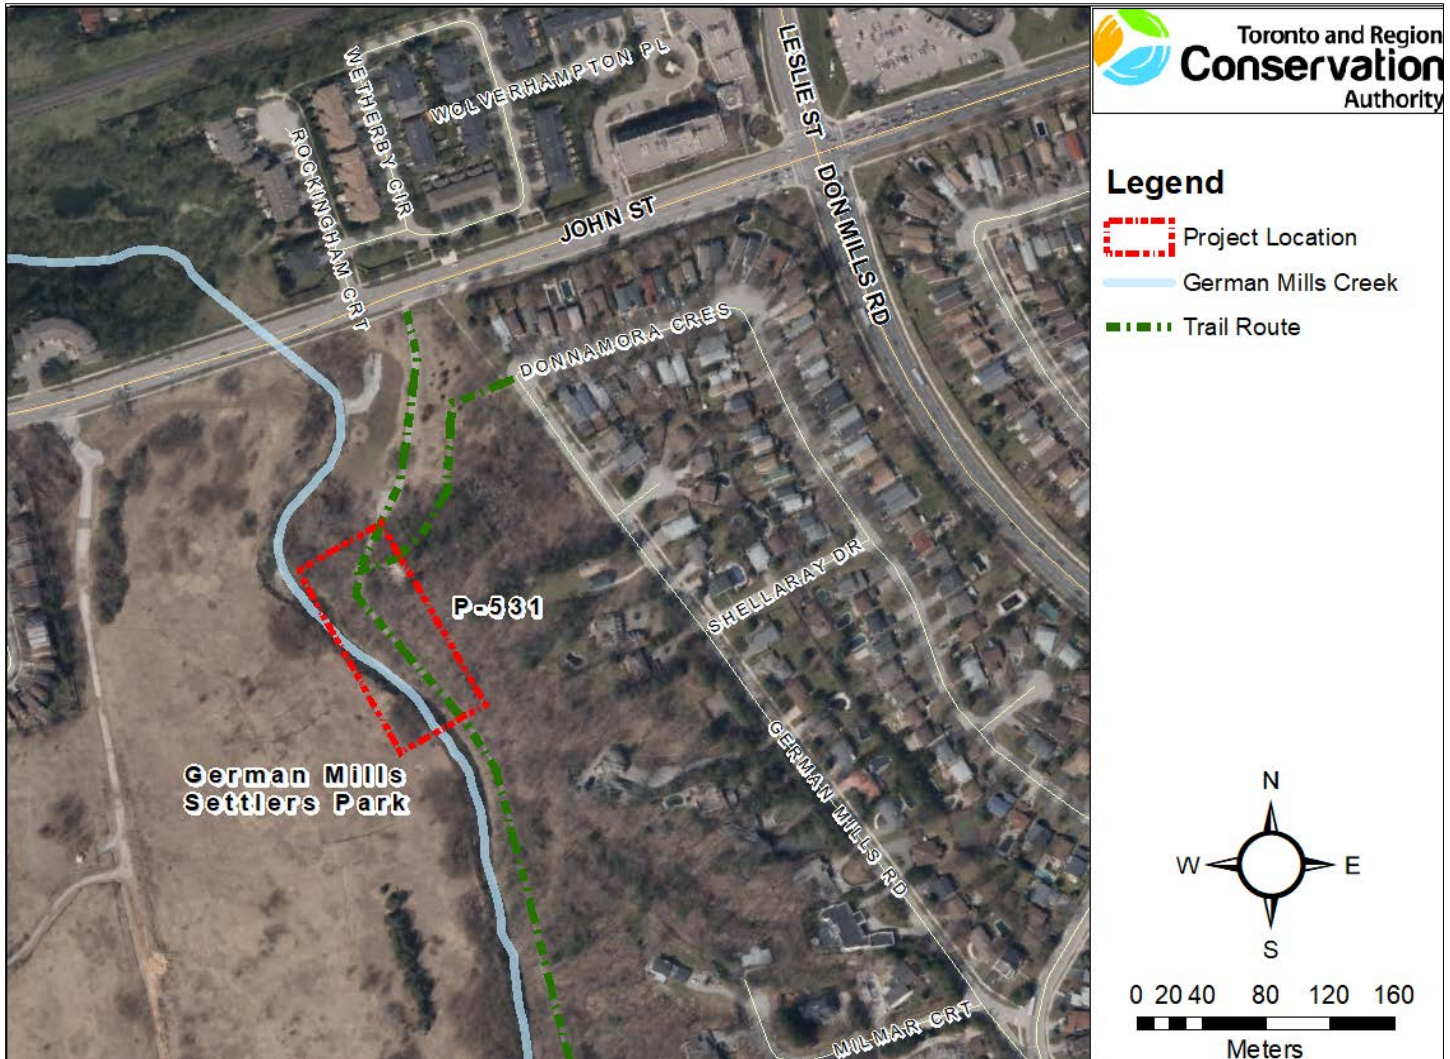 WETHERBY CIR
WOLVERHAMPTON PL
ROCKINGHAM CRT
LESLIE ST
JOHN ST
DON MILLS RD
DONNAMORA CRES
SHELLARAY DR
P-531
German Mills
Settlers Park
GERMAN MILLS RD
MILMAR CRT
Toronto and Region
Conservation
Authority
Legend
Project Location
German Mills Creek
Trail Route
N
W E
S
0 20 40 80 120 160
Meters